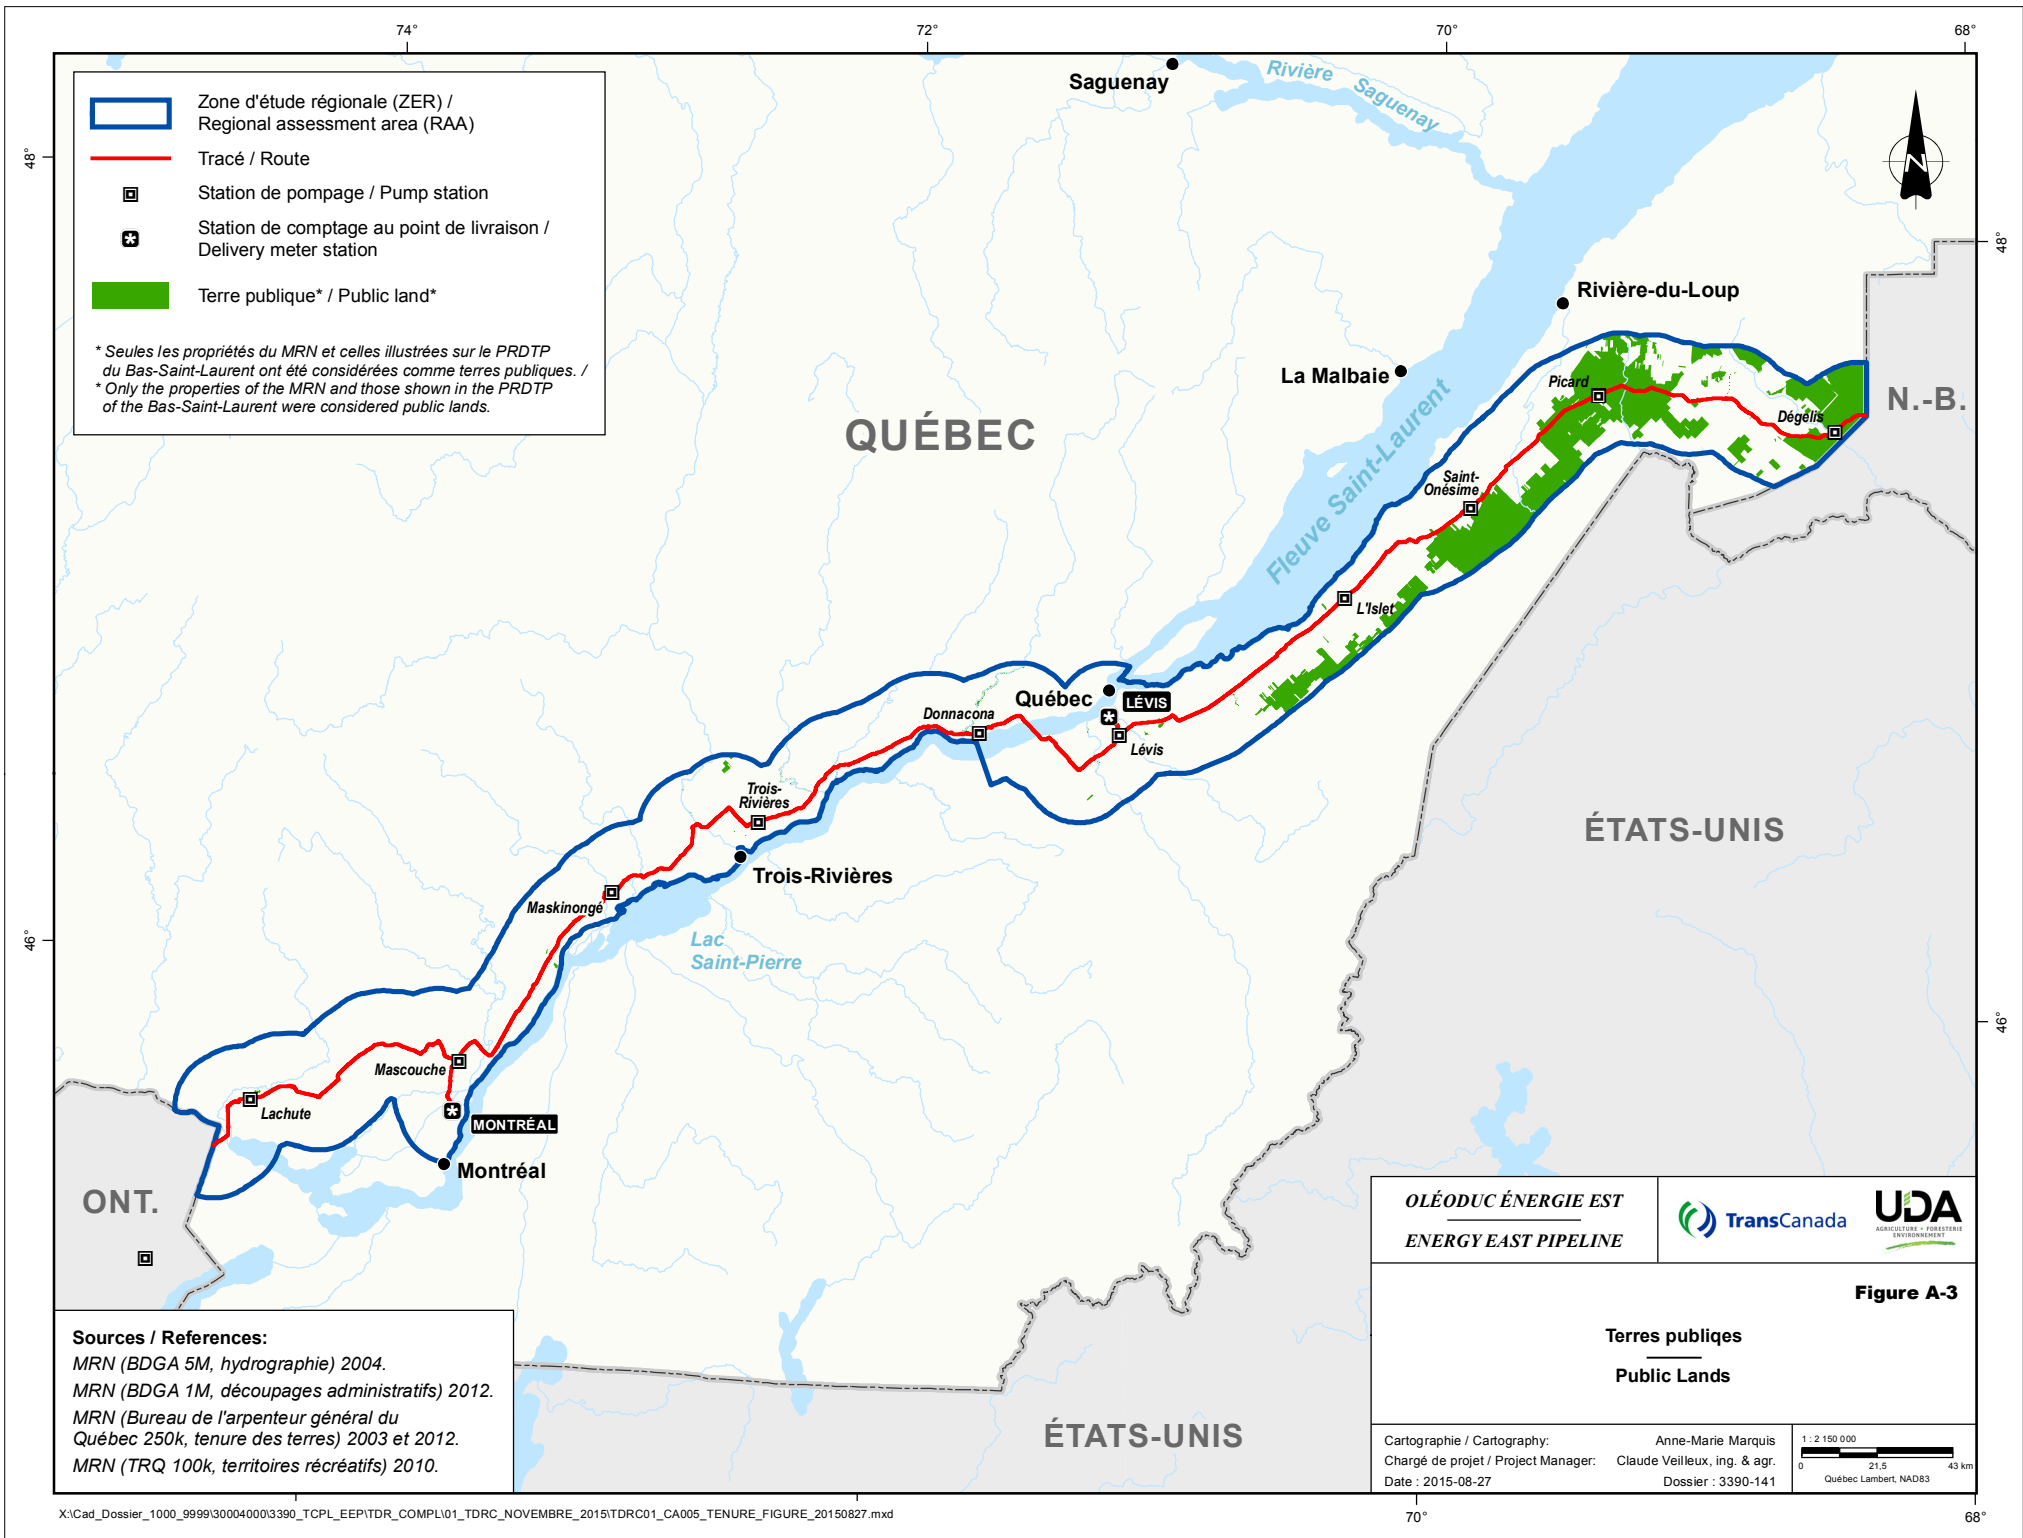 74°
72°
70°
68°
48°
46°
48°
46°
70°
68°
Zone d'étude régionale (ZER) /
Regional assessment area (RAA)
Tracé / Route
Station de pompage / Pump station
Station de comptage au point de livraison /
Delivery meter station
Terre publique* / Public land*
* Seules les propriétés du MRN et celles illustrées sur le PRDTP
du Bas-Saint-Laurent ont été considérées comme terres publiques. /
* Only the properties of the MRN and those shown in the PRDTP
of the Bas-Saint-Laurent were considered public lands.
Saguenay
Rivière
Saguenay
N
Rivière-du-Loup
La Malbaie
Picard
Dégelis
N.-B.
QUÉBEC
Fleuve Saint-Laurent
Saint-
Onésime
L'Islet
Québec
LÉVIS
Lévis
Donnacona
Trois-
Rivières
Trois-Rivières
Maskinongé
Lac
Saint-Pierre
ÉTATS-UNIS
Mascouche
Lachute
MONTRÉAL
Montréal
ONT.
ÉTATS-UNIS
Sources / References:
MRN (BDGA 5M, hydrographie) 2004.
MRN (BDGA 1M, découpages administratifs) 2012.
MRN (Bureau de l'arpenteur général du
Québec 250k, tenure des terres) 2003 et 2012.
MRN (TRQ 100k, territoires récréatifs) 2010.
OLÉODUC ÉNERGIE EST
ENERGY EAST PIPELINE
TransCanada
UDA
AGRICULTURE • FORESTERIE
ENVIRONNEMENT
Figure A-3
Terres publiqes
Public Lands
Cartographie / Cartography: Anne-Marie Marquis
Chargé de projet / Project Manager: Claude Veilleux, ing. & agr.
Date : 2015-08-27 Dossier : 3390-141
1 : 2 150 000
0 21,5 43 km
Québec Lambert, NAD83
X:\Cad_Dossier_1000_9999\30004000\3390_TCPL_EEP\TDR_COMPL\01_TDRC_NOVEMBRE_2015\TDRC01_CA005_TENURE_FIGURE_20150827.mxd